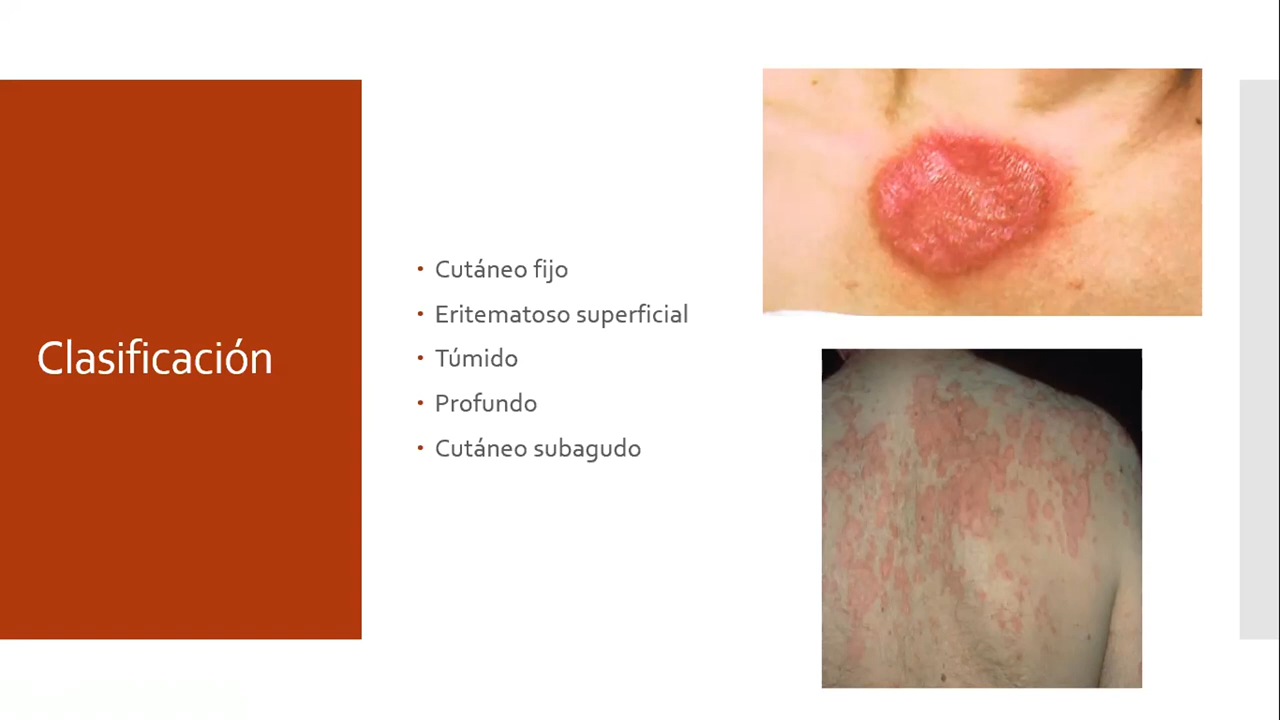 Clasificación
• Cutáneo fijo
• Eritematoso superficial
• Túmido
• Profundo
• Cutáneo subagudo